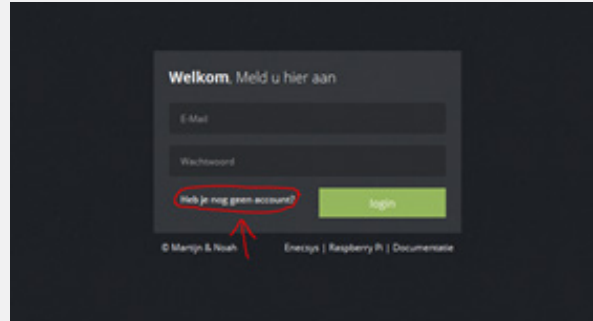 Welkom, Meld u hier aan
E-Mail
Wachtwoord
Heb je nog geen account?
login
© Martijn & Noah
Enecsys | Raspberry Pi | Documentatie